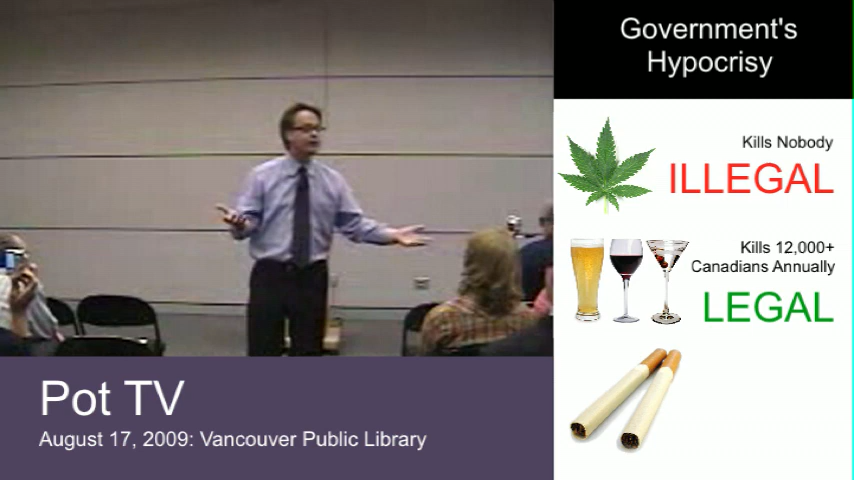 Government's
Hypocrisy
Kills Nobody
ILLEGAL
Kills 12,000+
Canadians Annually
LEGAL
Pot TV
August 17, 2009: Vancouver Public Library